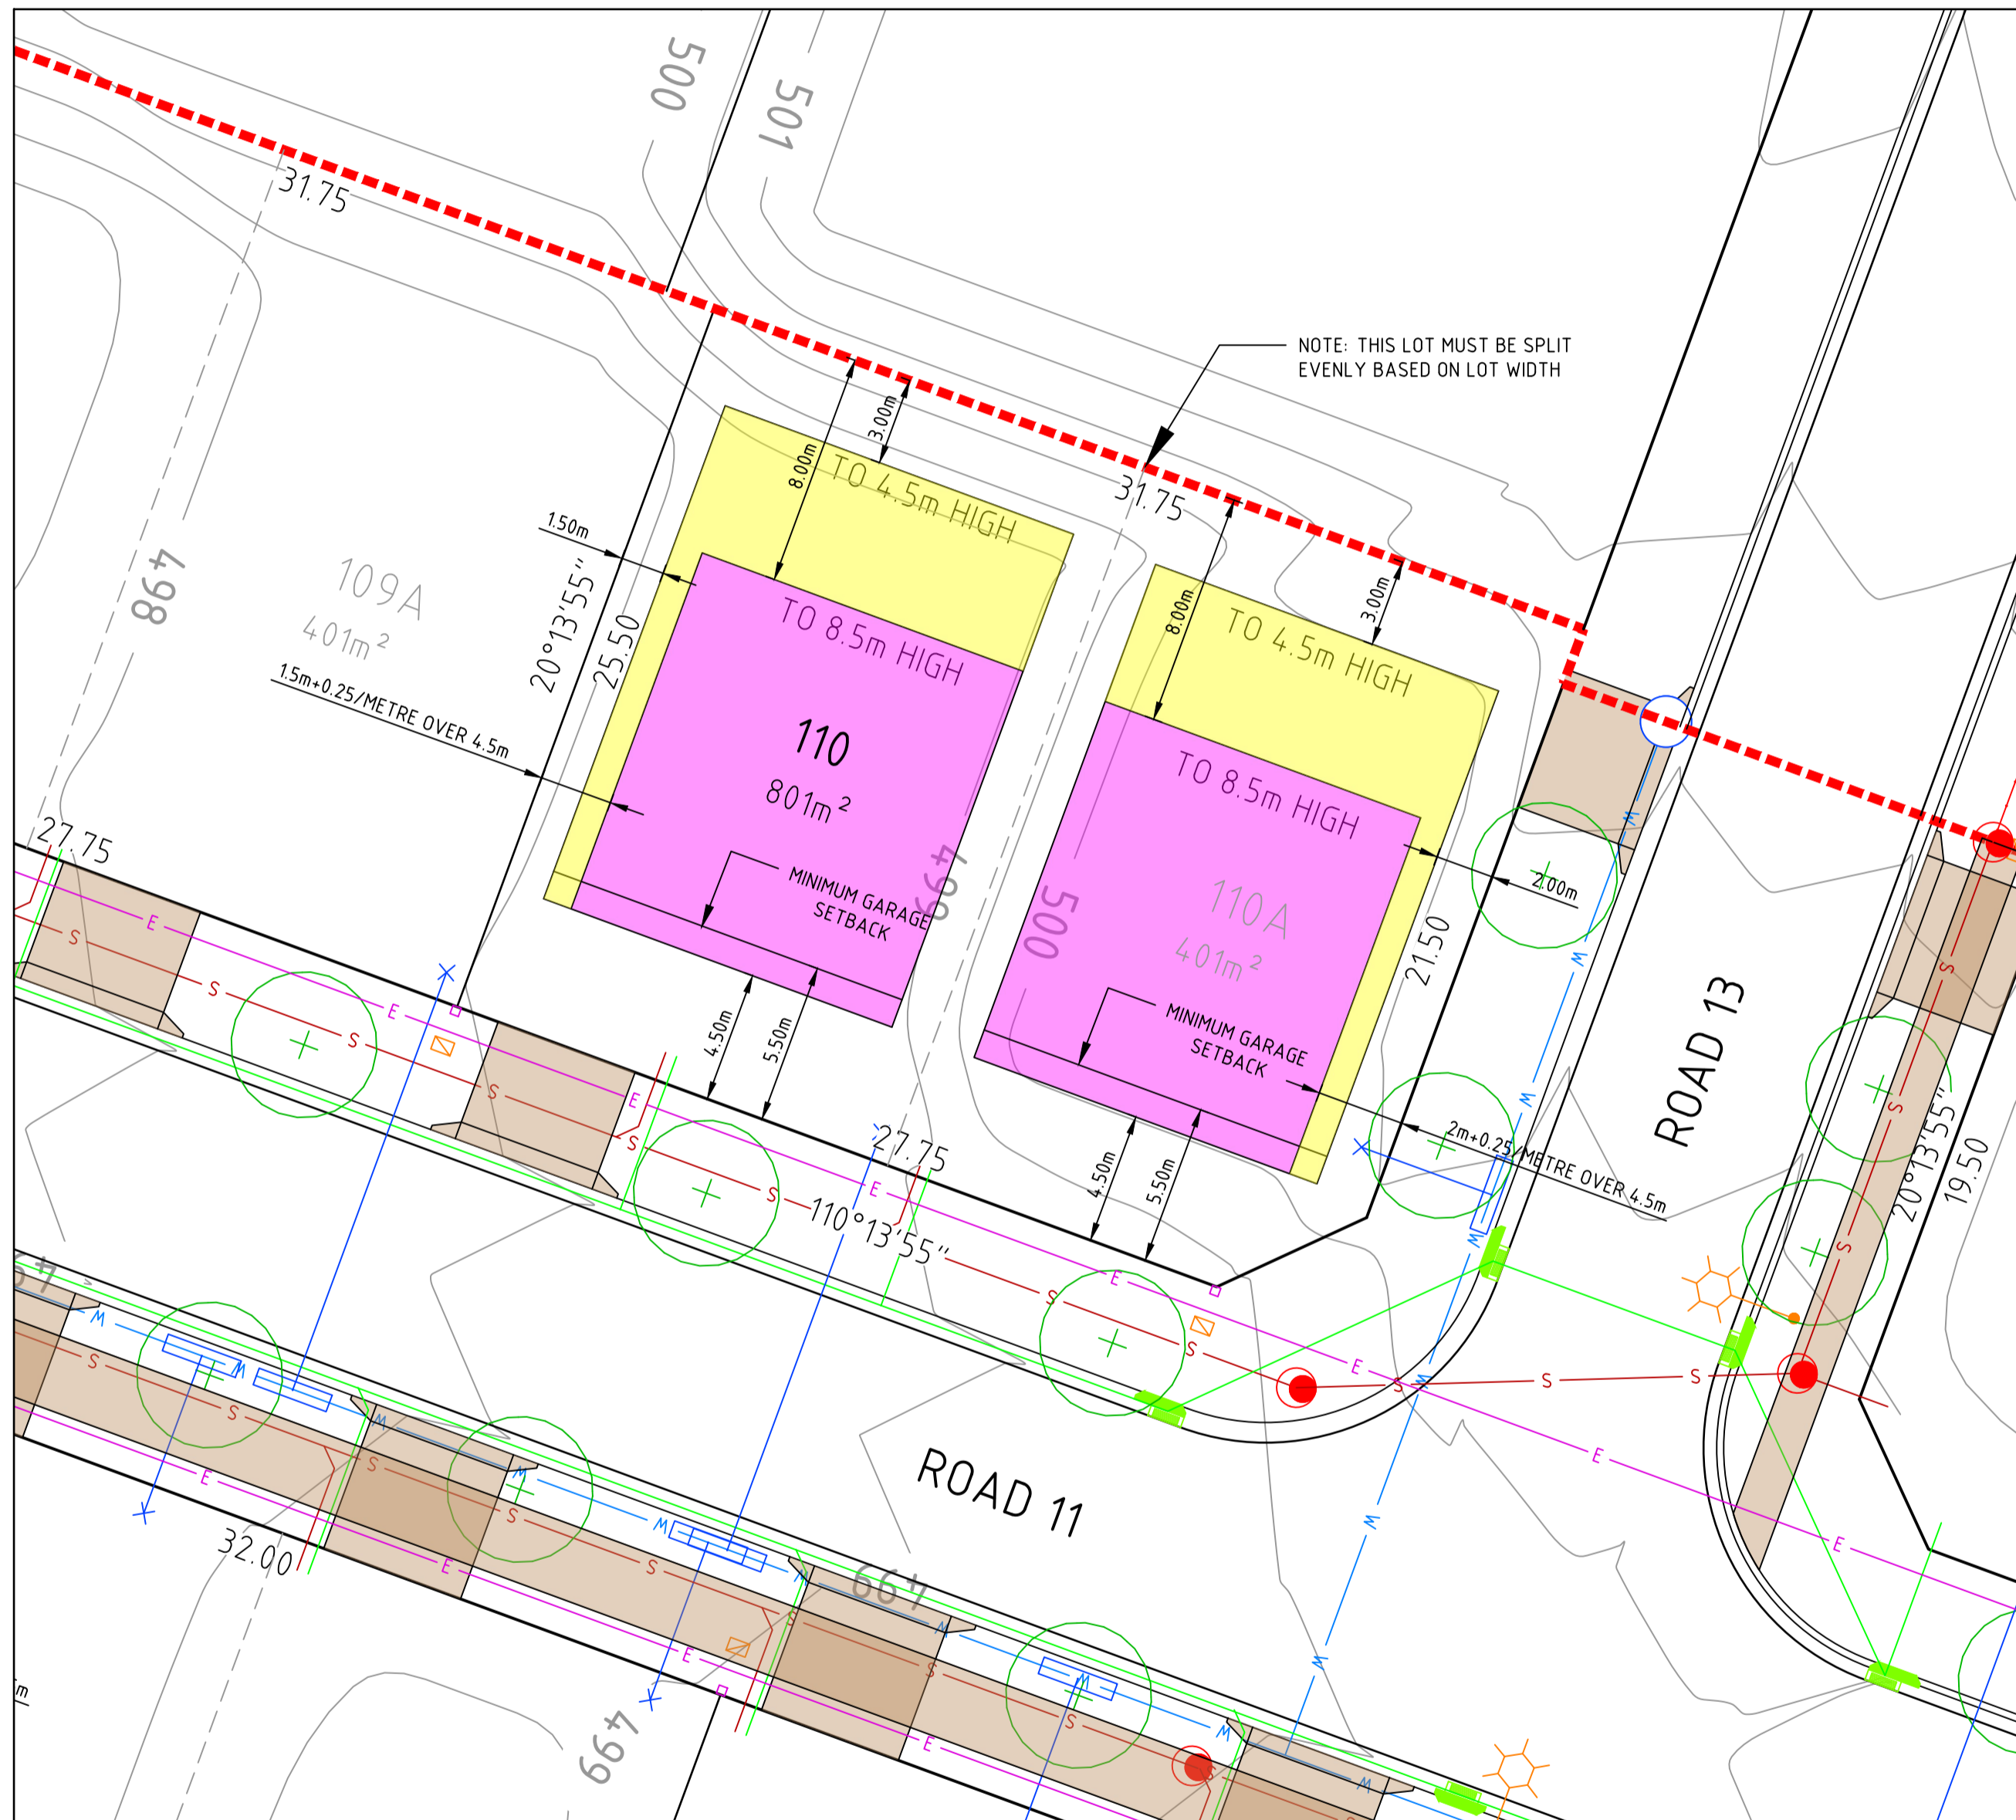 500
501
31.75
NOTE: THIS LOT MUST BE SPLIT
EVENLY BASED ON LOT WIDTH
3.00m
8.00m
TO 4.5m HIGH
31.75
1.50m
498
109A
401m²
20°13'55"
25.50
TO 8.5m HIGH
8.00m
3.00m
TO 4.5m HIGH
1.5m+0.25/METRE OVER 4.5m
110
801m²
TO 8.5m HIGH
27.75
MINIMUM GARAGE
SETBACK
499
500
110A
401m²
2.00m
21.50
MINIMUM GARAGE
SETBACK
ROAD 13
4.50m
5.50m
27.75
110°13'55"
4.50m
5.50m
2m+0.25/METRE OVER 4.5m
20°13'55"
19.50
E
S
S
E
S
S
E
S
S
E
S
E
S
S
E
S
S
S
E
E
W
W
W
W
W
W
W
W
S
S
S
W
W
W
W
W
W
W
W
W
W
S
S
S
S
S
S
S
S
S
E
E
E
E
ROAD 11
32.00
499
499
m